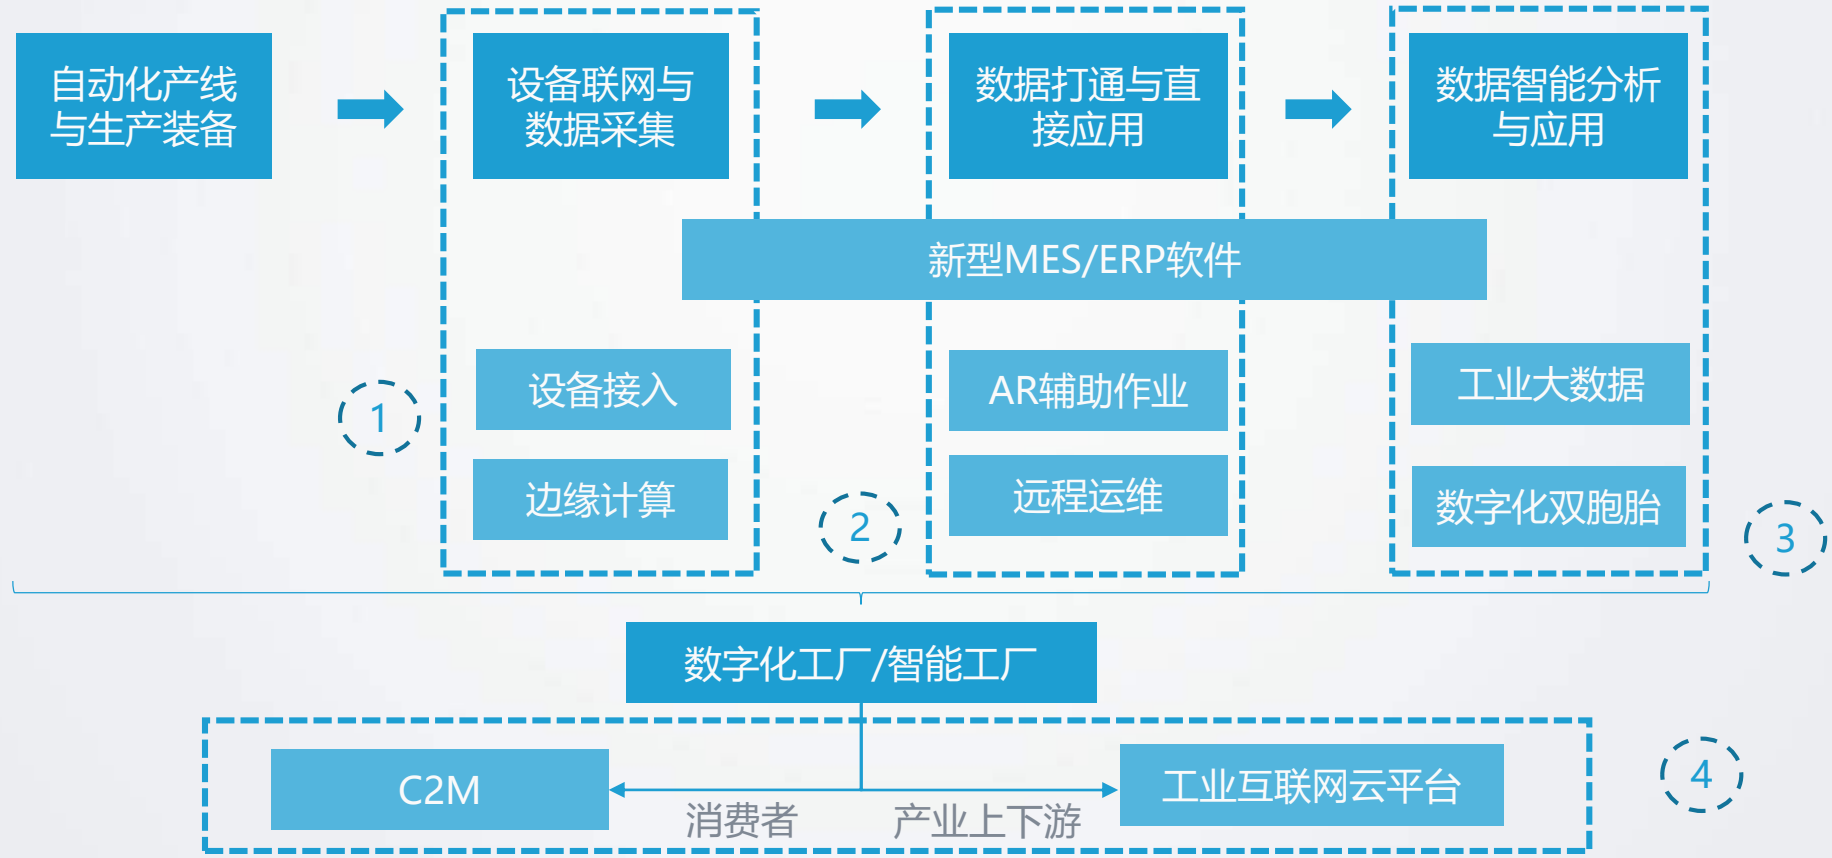 自动化产线
与生产装备
设备联网与
数据采集
数据打通与直
接应用
数据智能分析
与应用
新型MES/ERP软件
设备接入
AR辅助作业
工业大数据
1
边缘计算
远程运维
数字化双胞胎
2
3
数字化工厂/智能工厂
C2M
工业互联网云平台
4
消费者
产业上下游